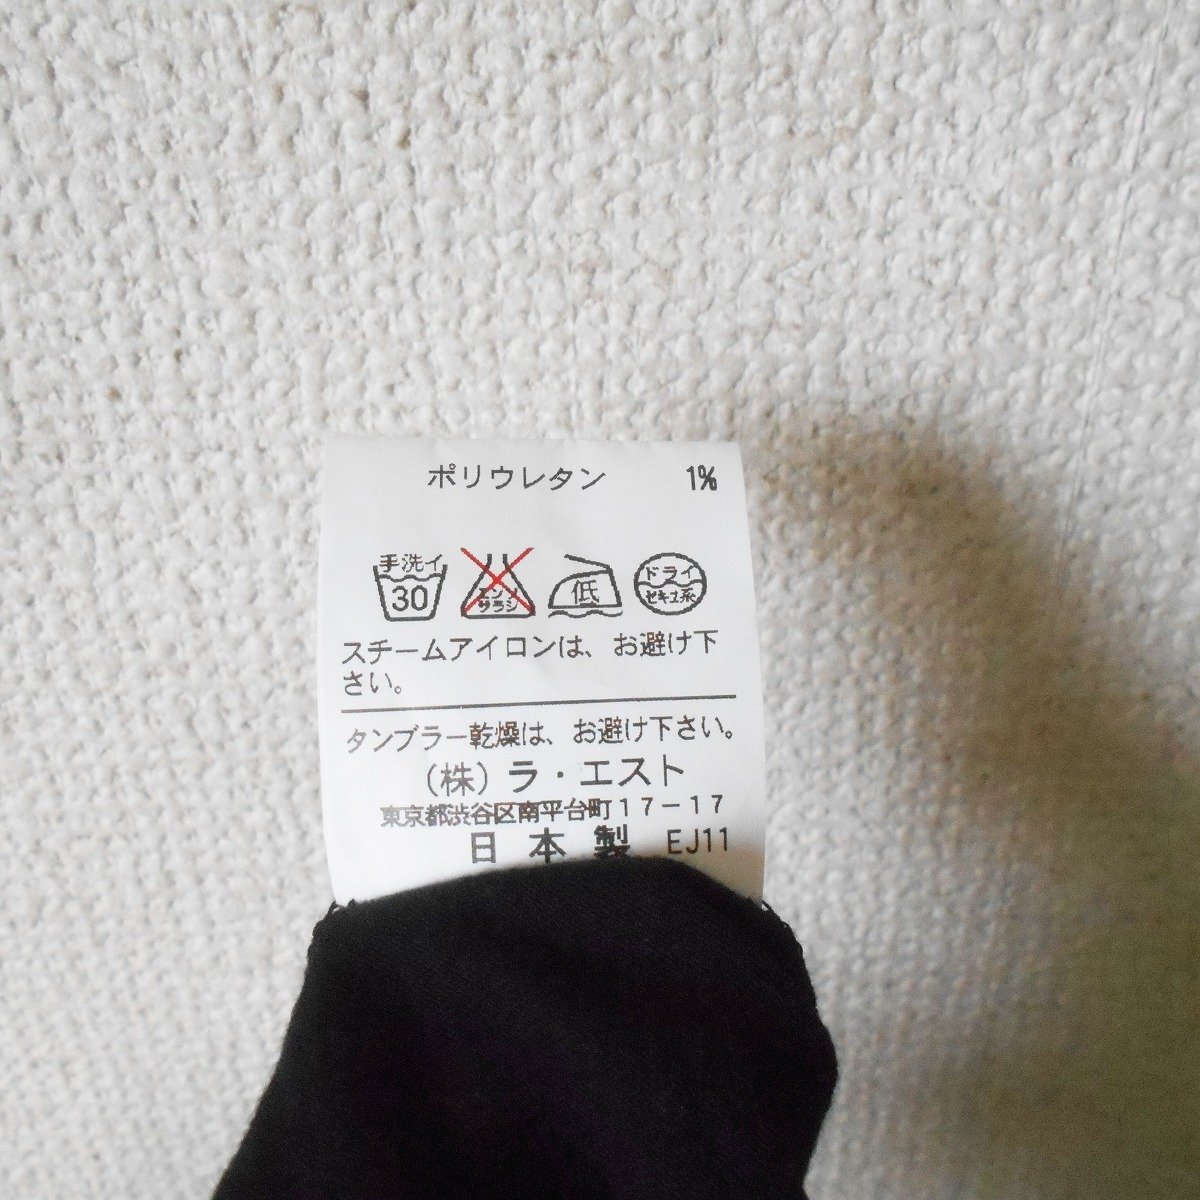 ポリウレタン 1%
手洗イ
30
エンソ
サラシ
低
ドライ
セキユ系
スチームアイロンは、お避け下
さい。
タンブラー乾燥は、お避け下さい。
(株)ラ・エスト
東京都渋谷区南平台町17-17
日本製 EJ11